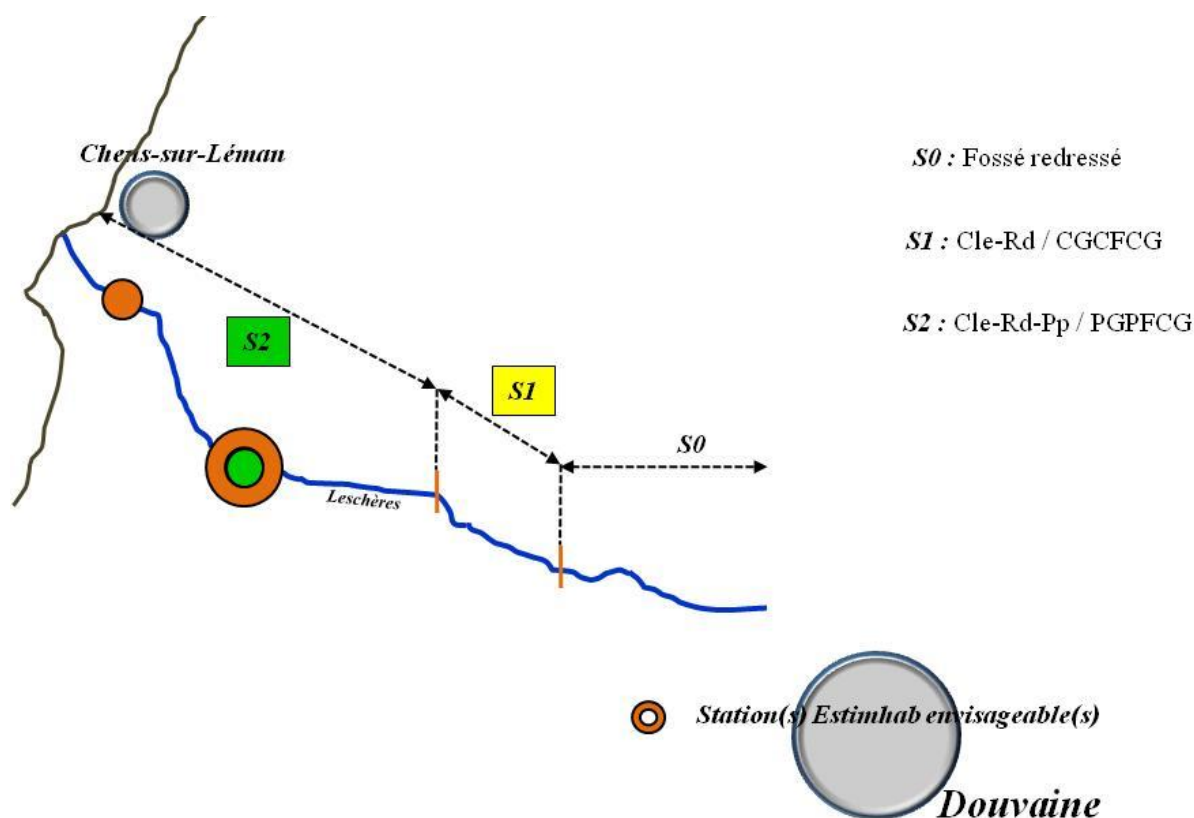 Chens-sur-Léman
S0 : Fossé redressé
S1 : Cle-Rd / CGCFCG
S2 : Cle-Rd-Pp / PGPFCG
S2
S1
S0
Leschères
Station(s) Estimhab envisageable(s)
Douvaine